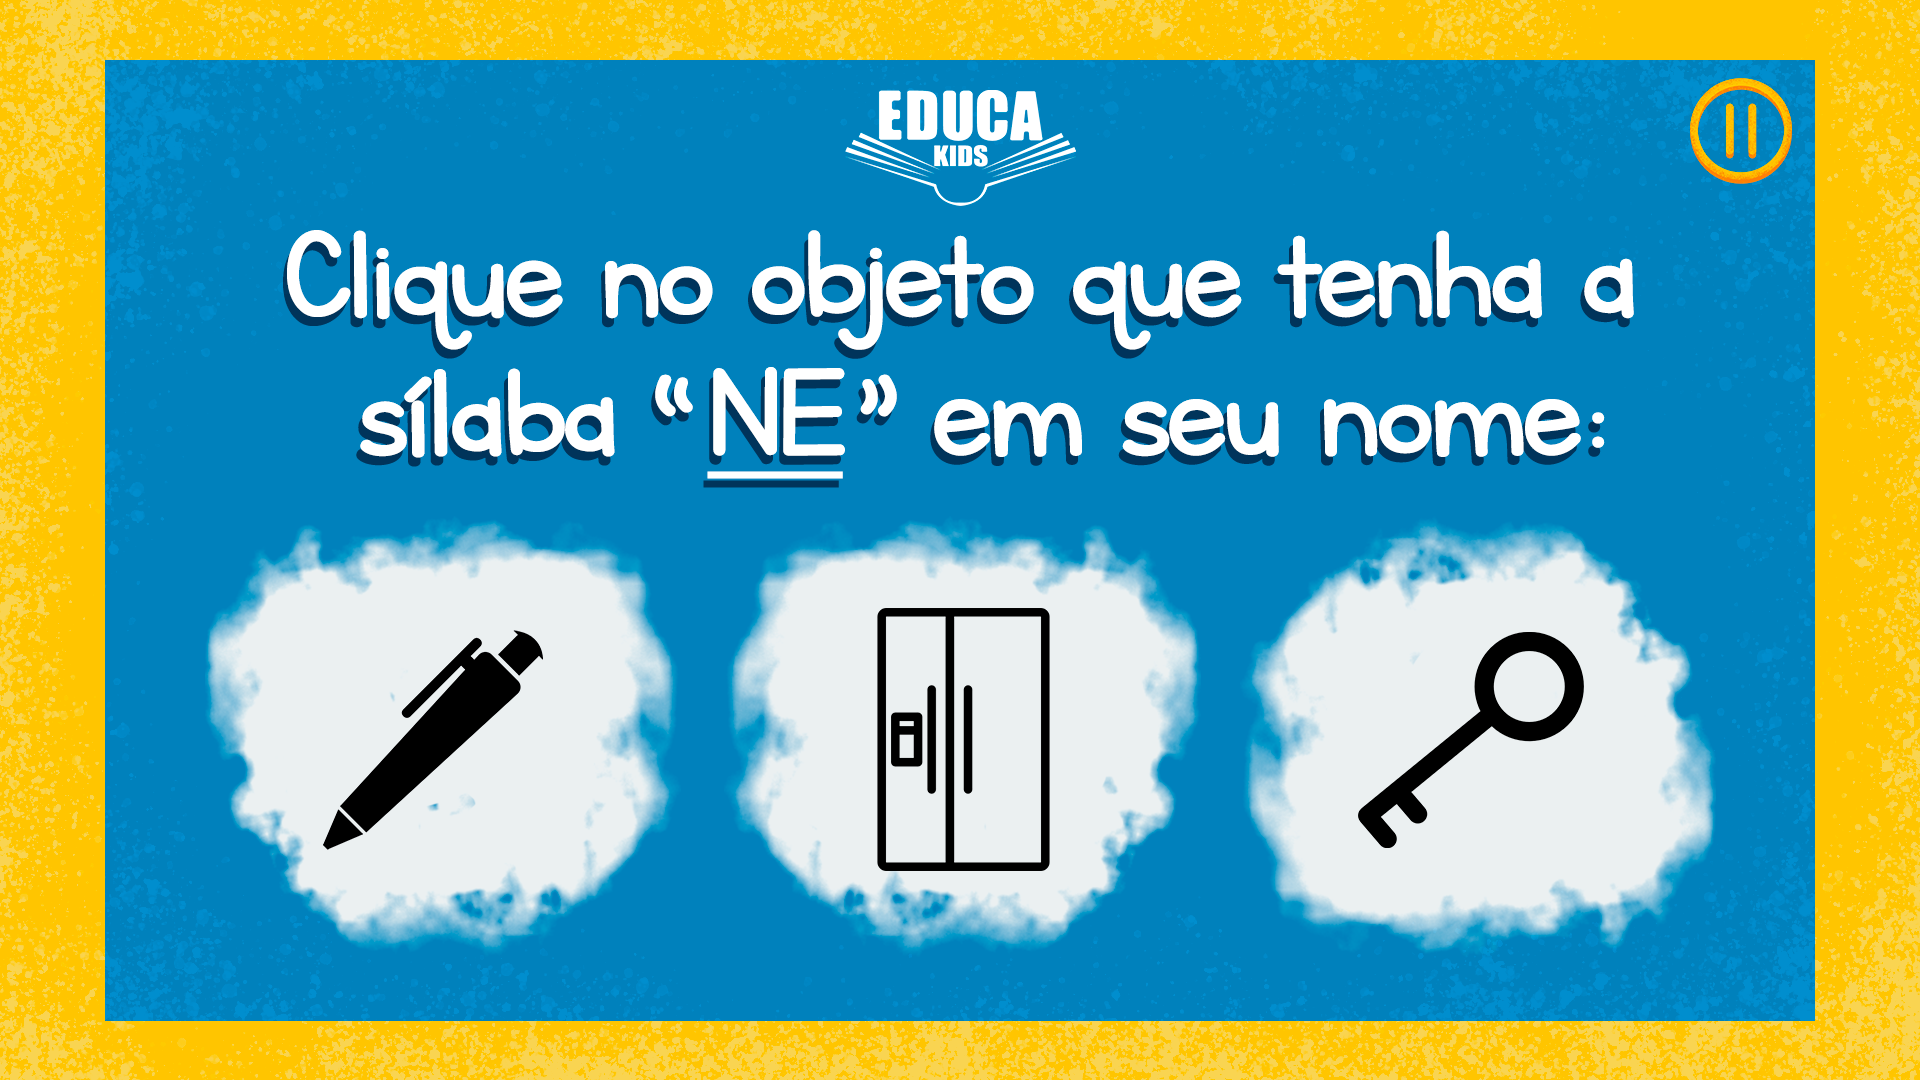 EDUCA
KIDS
Clique no objeto que tenha a
sílaba “NE” em seu nome: